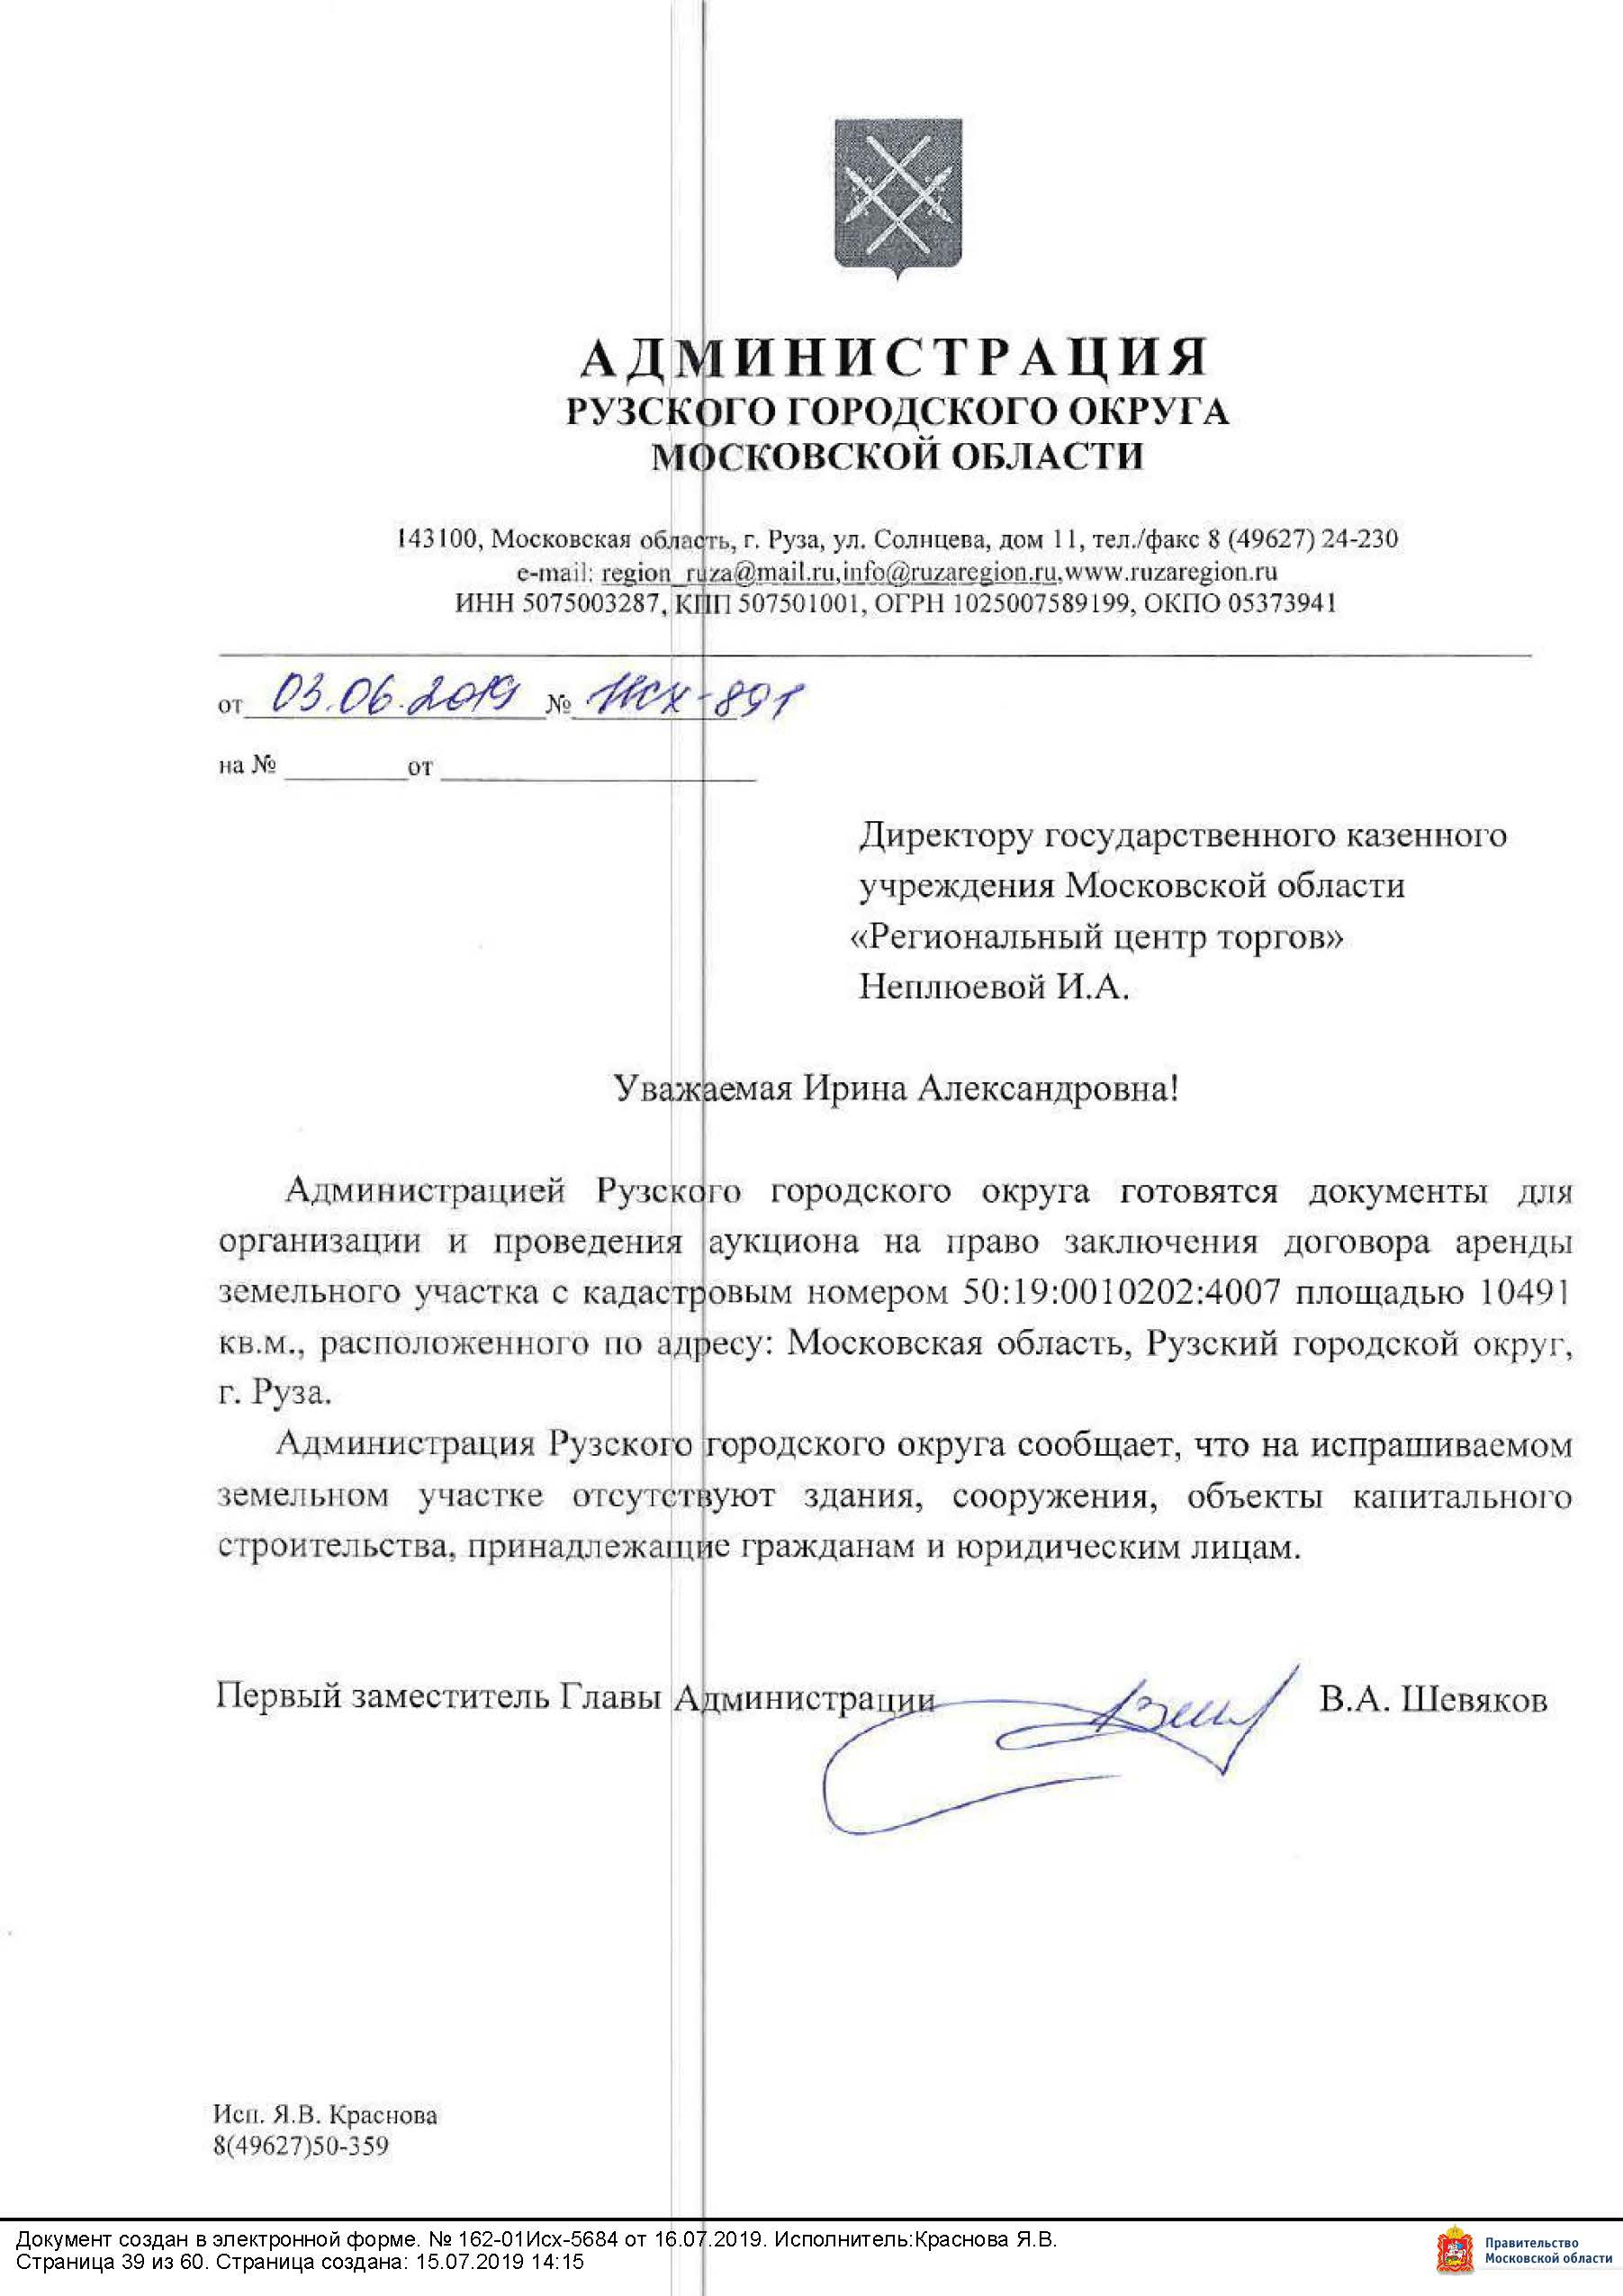 АДМИНИСТРАЦИЯ
РУЗСКОГО ГОРОДСКОГО ОКРУГА
МОСКОВСКОЙ ОБЛАСТИ
143100, Московская область, г. Руза, ул. Солнцева, дом 11, тел./факс 8 (49627) 24-230
e-mail: region_ruza@mail.ru,info@ruzaregion.ru,www.ruzaregion.ru
ИНН 5075003287, КПП 507501001, ОГРН 1025007589199, ОКПО 05373941
от 03.06.2019 № Исх-891
на № ________ от ____________
Директору государственного казенного
учреждения Московской области
«Региональный центр торгов»
Неплюевой И.А.
Уважаемая Ирина Александровна!
Администрацией Рузского городского округа готовятся документы для
организации и проведения аукциона на право заключения договора аренды
земельного участка с кадастровым номером 50:19:0010202:4007 площадью 10491
кв.м., расположенного по адресу: Московская область, Рузский городской округ,
г. Руза.
Администрация Рузского городского округа сообщает, что на испрашиваемом
земельном участке отсутствуют здания, сооружения, объекты капитального
строительства, принадлежащие гражданам и юридическим лицам.
Первый заместитель Главы Администрации В.А. Шевяков
Исп. Я.В. Краснова
8(49627)50-359
Документ создан в электронной форме. № 162-01Исх-5684 от 16.07.2019. Исполнитель:Краснова Я.В.
Страница 39 из 60. Страница создана: 15.07.2019 14:15
Правительство
Московской области